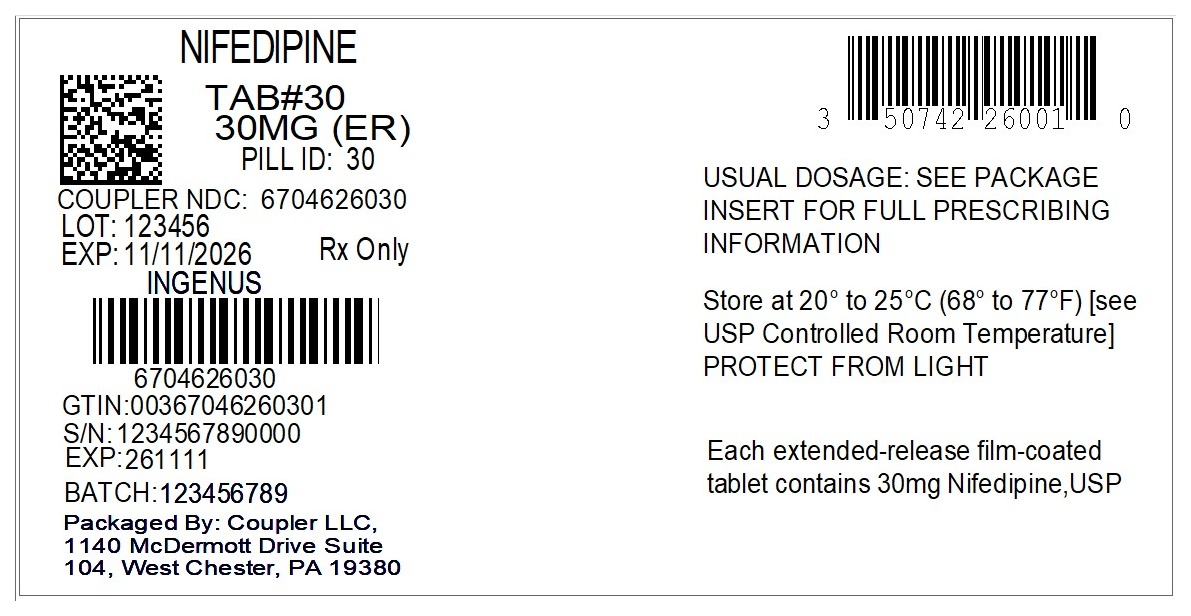 NIFEDIPINE
TAB#30
30MG (ER)
PILL ID: 30
COUPLER NDC: 6704626030
LOT: 123456
EXP: 11/11/2026
Rx Only
INGENUS
6704626030
GTIN:00367046260301
S/N:1234567890000
EXP:261111
BATCH:123456789
Packaged By: Coupler LLC,
1140 McDermott Drive Suite
104, West Chester, PA 19380
3 50742 26001 0
USUAL DOSAGE: SEE PACKAGE
INSERT FOR FULL PRESCRIBING
INFORMATION
Store at 20° to 25°C (68° to 77°F) [see
USP Controlled Room Temperature]
PROTECT FROM LIGHT
Each extended-release film-coated
tablet contains 30mg Nifedipine,USP